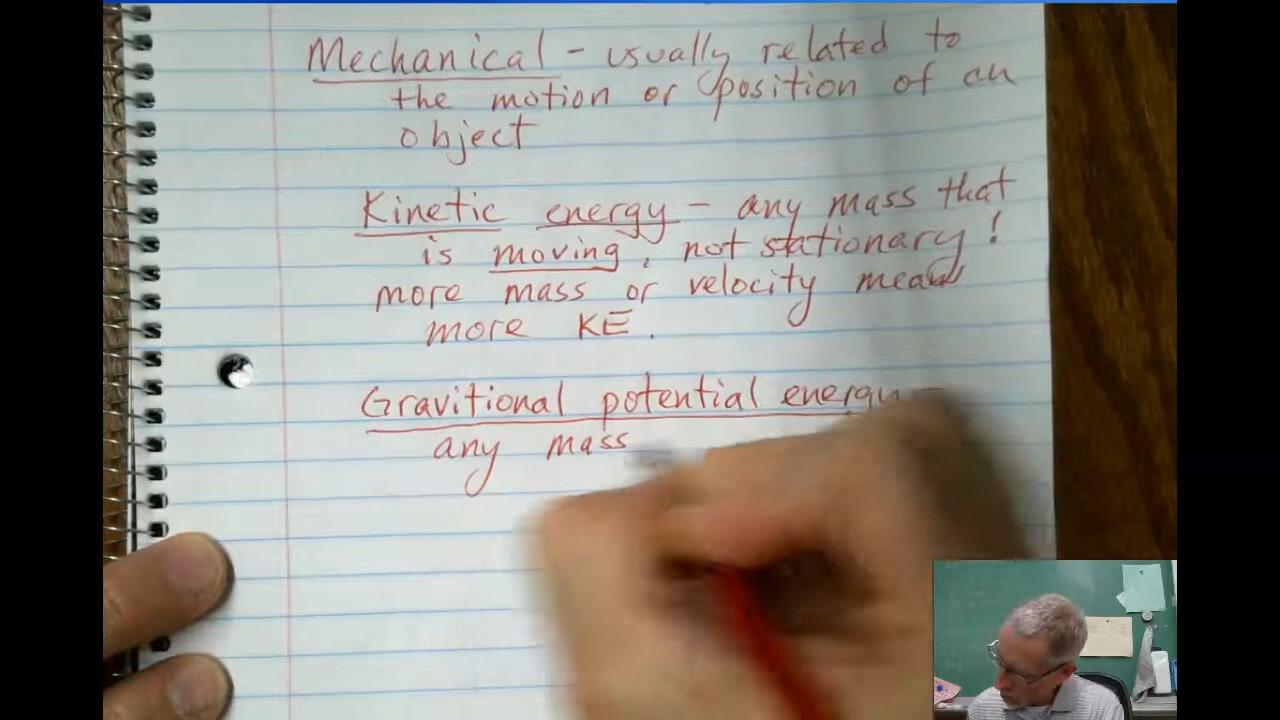 Mechanical - usually related to
the motion or position of an
object
Kinetic energy - any mass that
is moving, not stationary!
more mass or velocity means
more KE.
Gravitional potential energy -
any mass